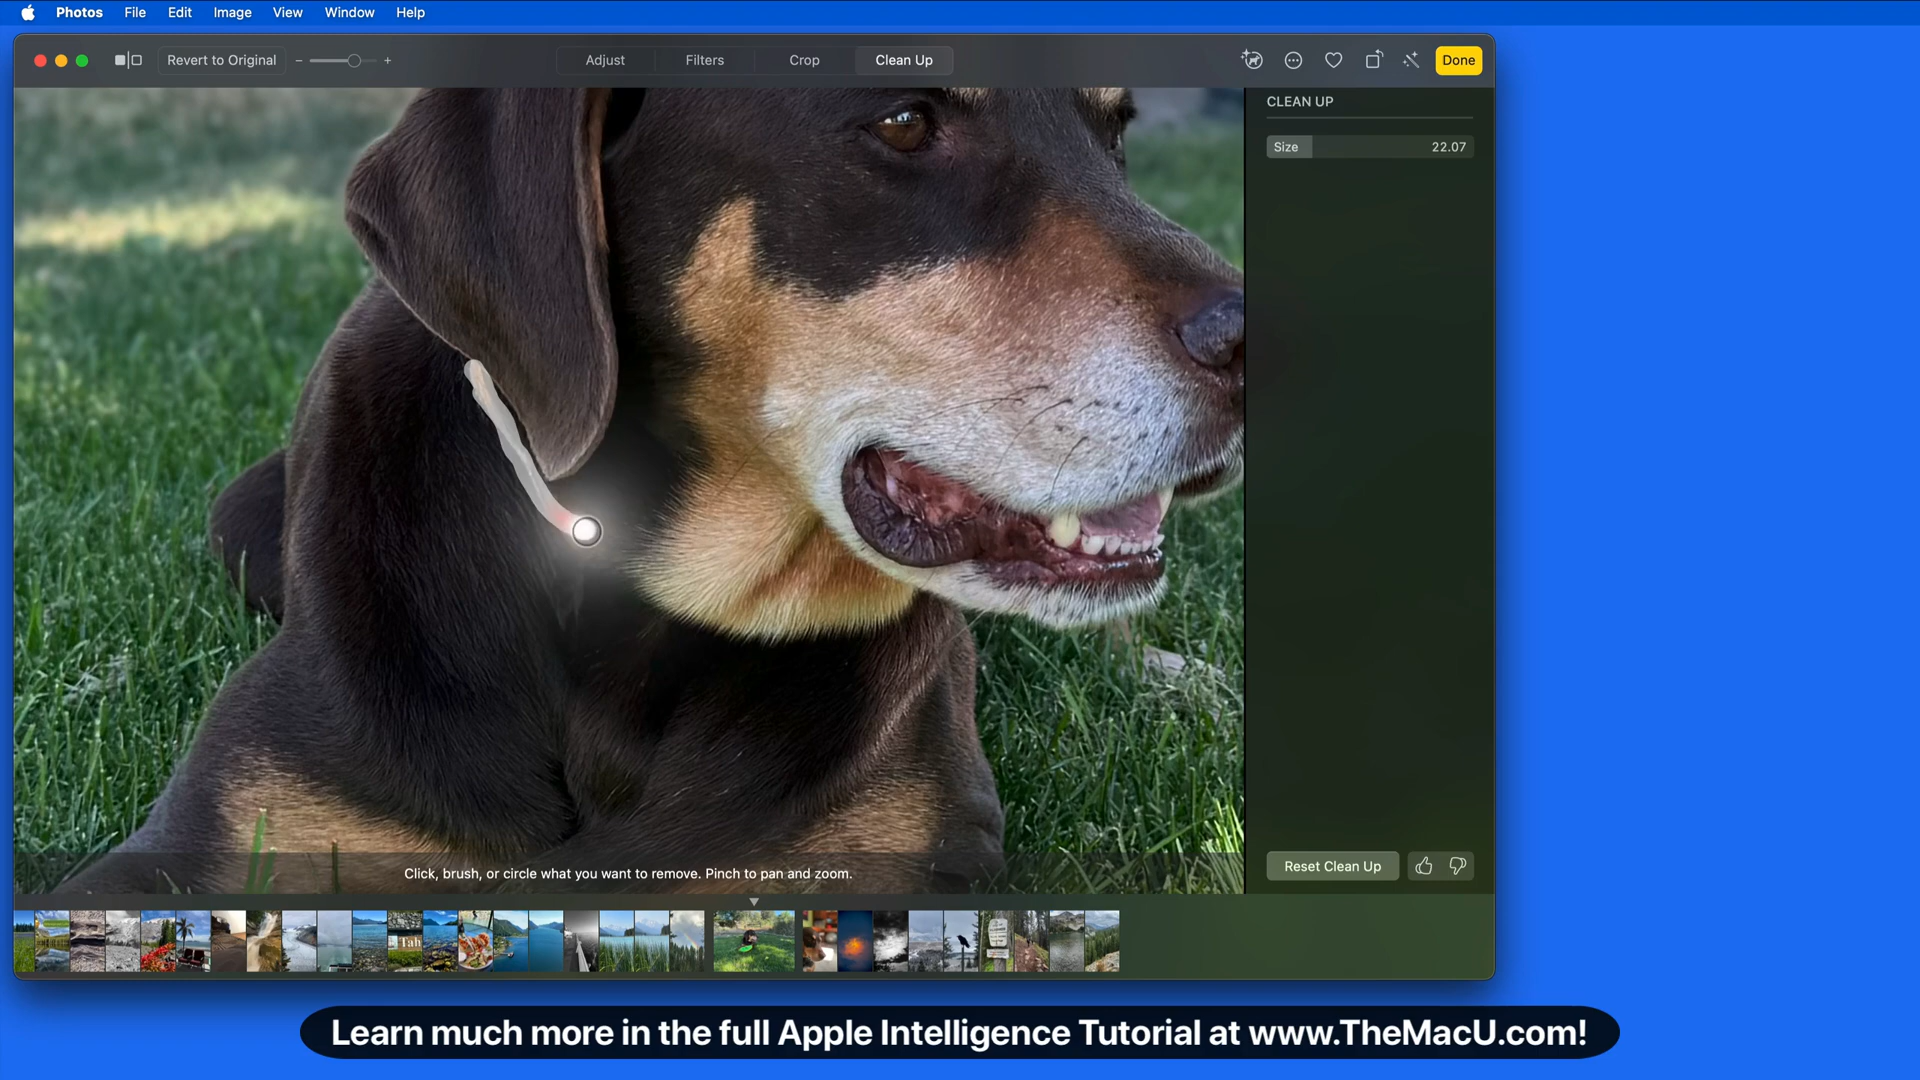 Photos File Edit Image View Window Help
Revert to Original
Adjust Filters Crop Clean Up
Done
CLEAN UP
Size 22.07
Click, brush, or circle what you want to remove. Pinch to pan and zoom.
Reset Clean Up
Tab
Learn much more in the full Apple Intelligence Tutorial at www.TheMacU.com!